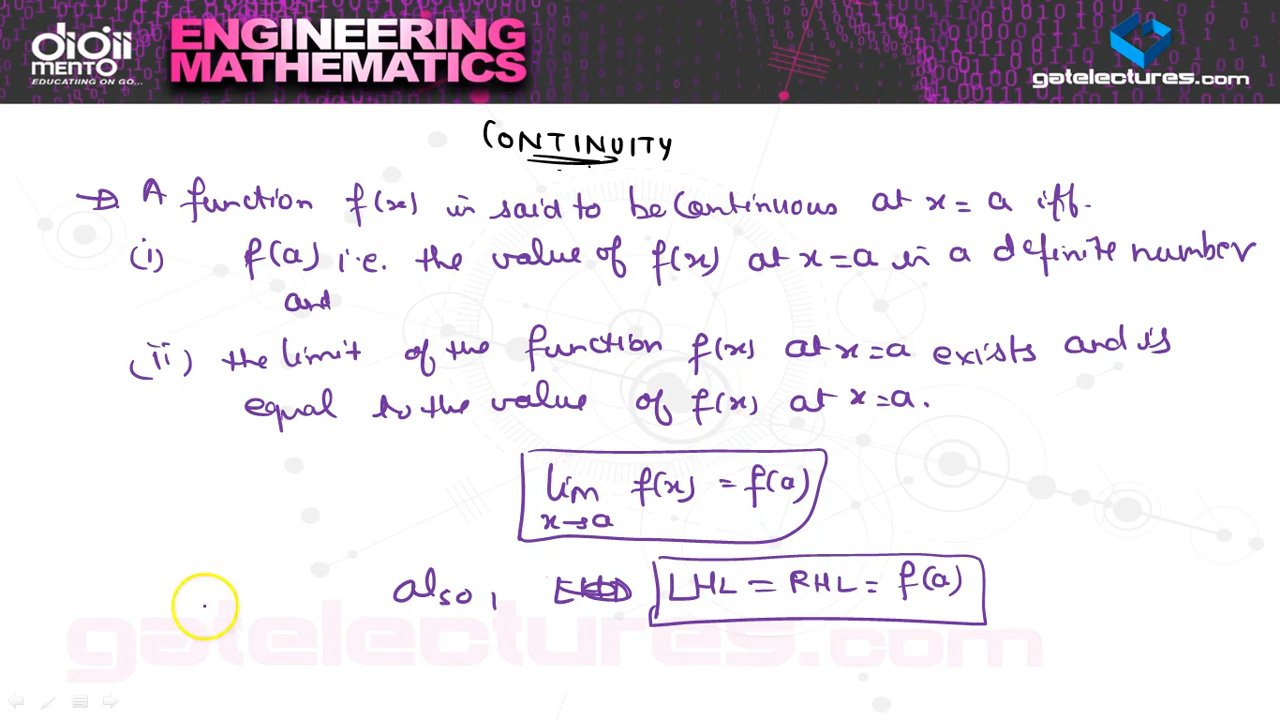 digii
MENTO
EDUCATIING ON GO...
ENGINEERING
MATHEMATICS
gatelectures.com
CONTINUITY
→ A function f(x) is said to be continuous at x = a iff.
(i) f(a) i.e. the value of f(x) at x = a is a definite number
and
(ii) the limit of the function f(x) at x = a exists and is
equal to the value of f(x) at x = a.
lim f(x) = f(a)
x→a
also, LHL = RHL = f(a)
gatelectures.com